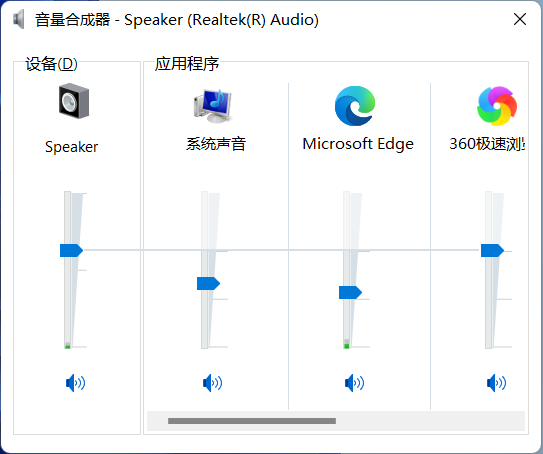 音量合成器 - Speaker (Realtek(R) Audio)
设备(D)
应用程序
Speaker
系统声音
Microsoft Edge
360极速浏